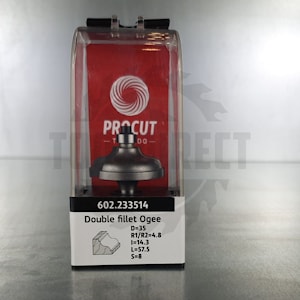 PROCUT
602.233514
Double fillet Ogee
D=35
R1/R2=4.8
I=14.3
L=57.5
S=8